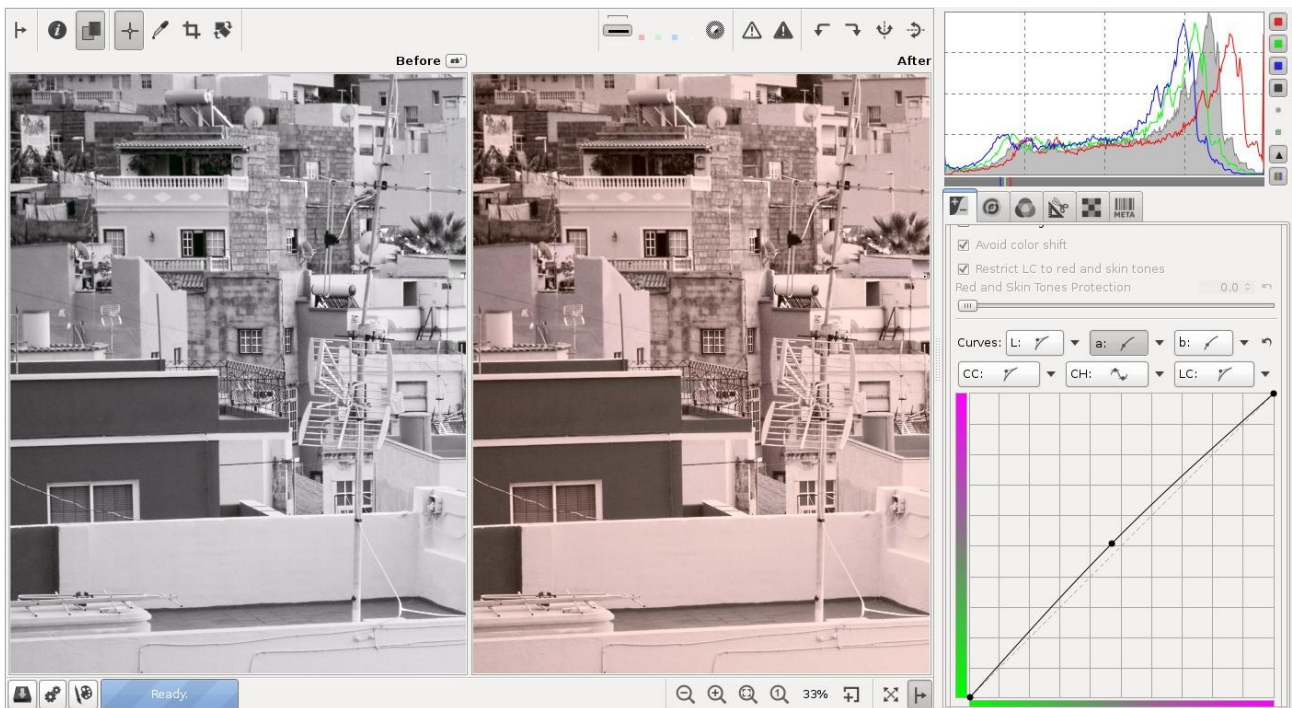 Before
After
META
Avoid color shift
Restrict LC to red and skin tones
Red and Skin Tones Protection 0.0
Curves: L: a: b:
CC: CH: LC:
Ready.
1
33%